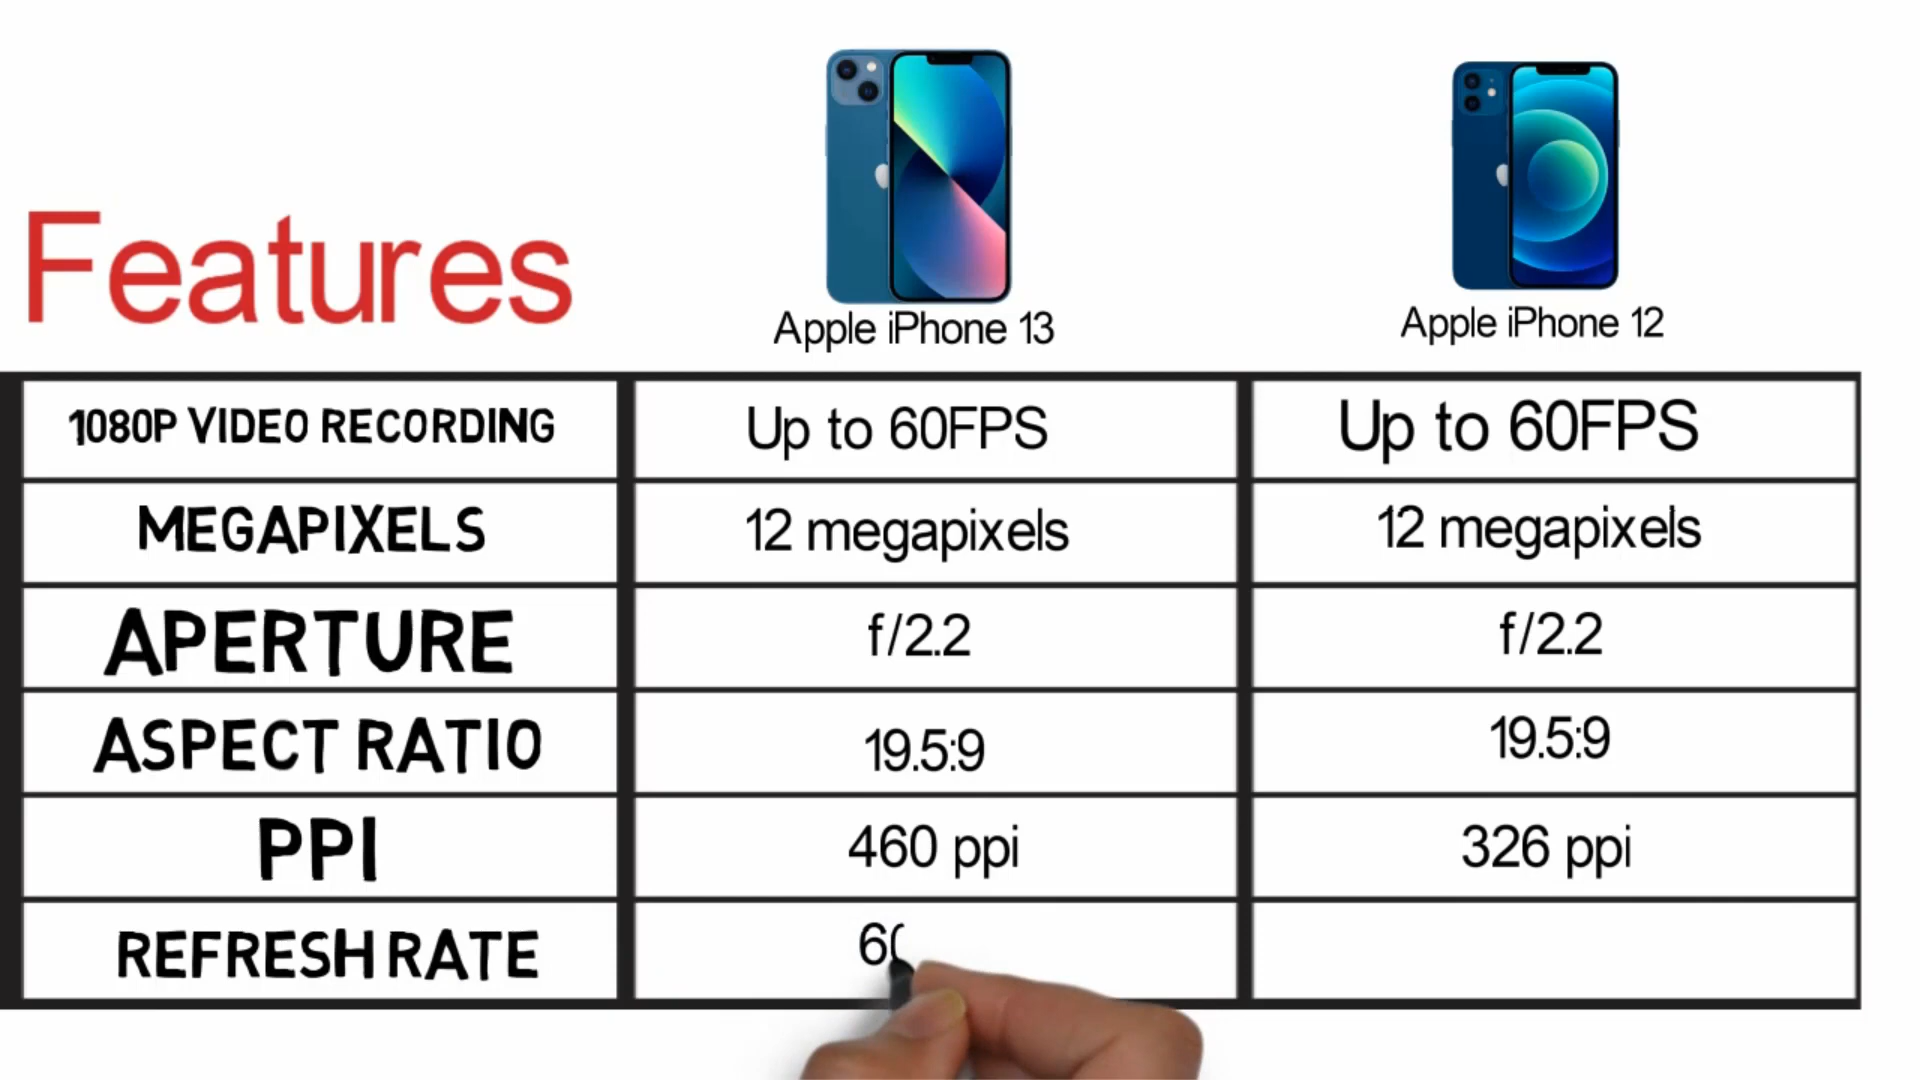 Features
Apple iPhone 13
Apple iPhone 12
1080P VIDEO RECORDING
Up to 60FPS
Up to 60FPS
MEGAPIXELS
12 megapixels
12 megapixels
APERTURE
f/2.2
f/2.2
ASPECT RATIO
19.5:9
19.5:9
PPI
460 ppi
326 ppi
REFRESH RATE
60